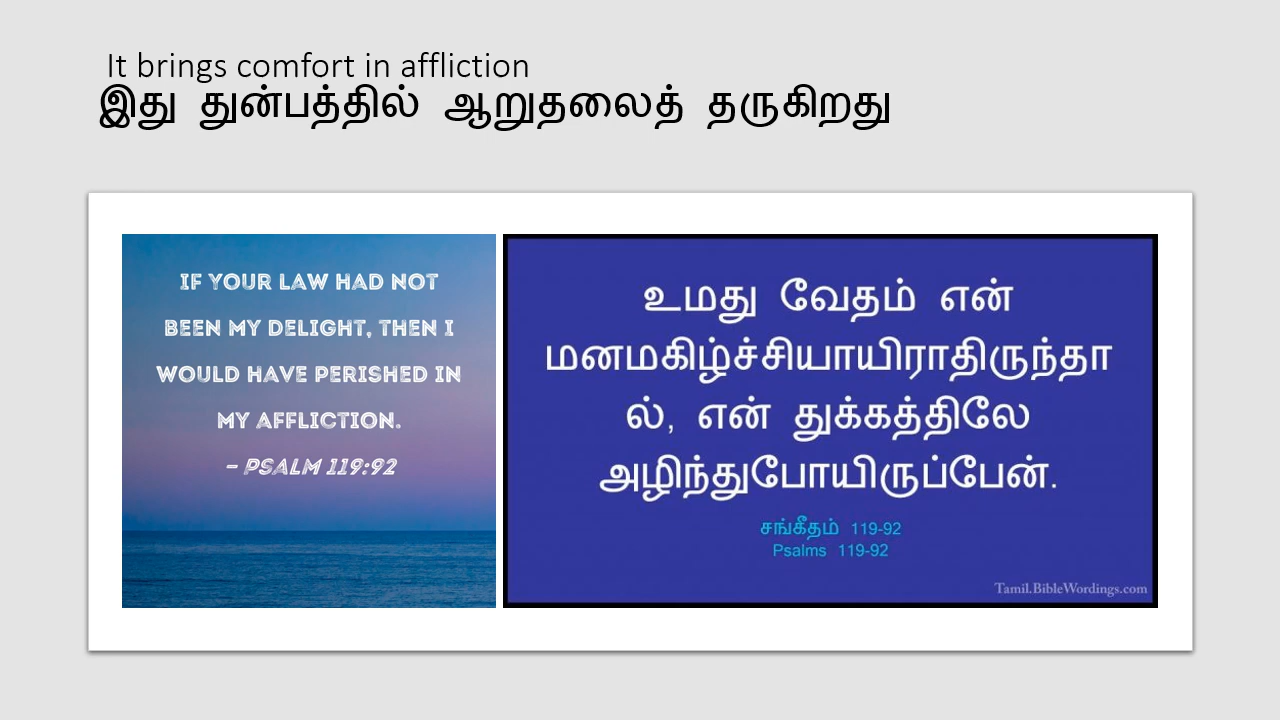 It brings comfort in affliction
இது துன்பத்தில் ஆறுதலைத் தருகிறது
IF YOUR LAW HAD NOT
BEEN MY DELIGHT, THEN I
WOULD HAVE PERISHED IN
MY AFFLICTION.
- PSALM 119:92
உமது வேதம் என்
மனமகிழ்ச்சியாயிராதிருந்தா
ல், என் துக்கத்திலே
அழிந்துபோயிருப்பேன்.
சங்கீதம் 119-92
Psalms 119-92
Tamil.BibleWordings.com